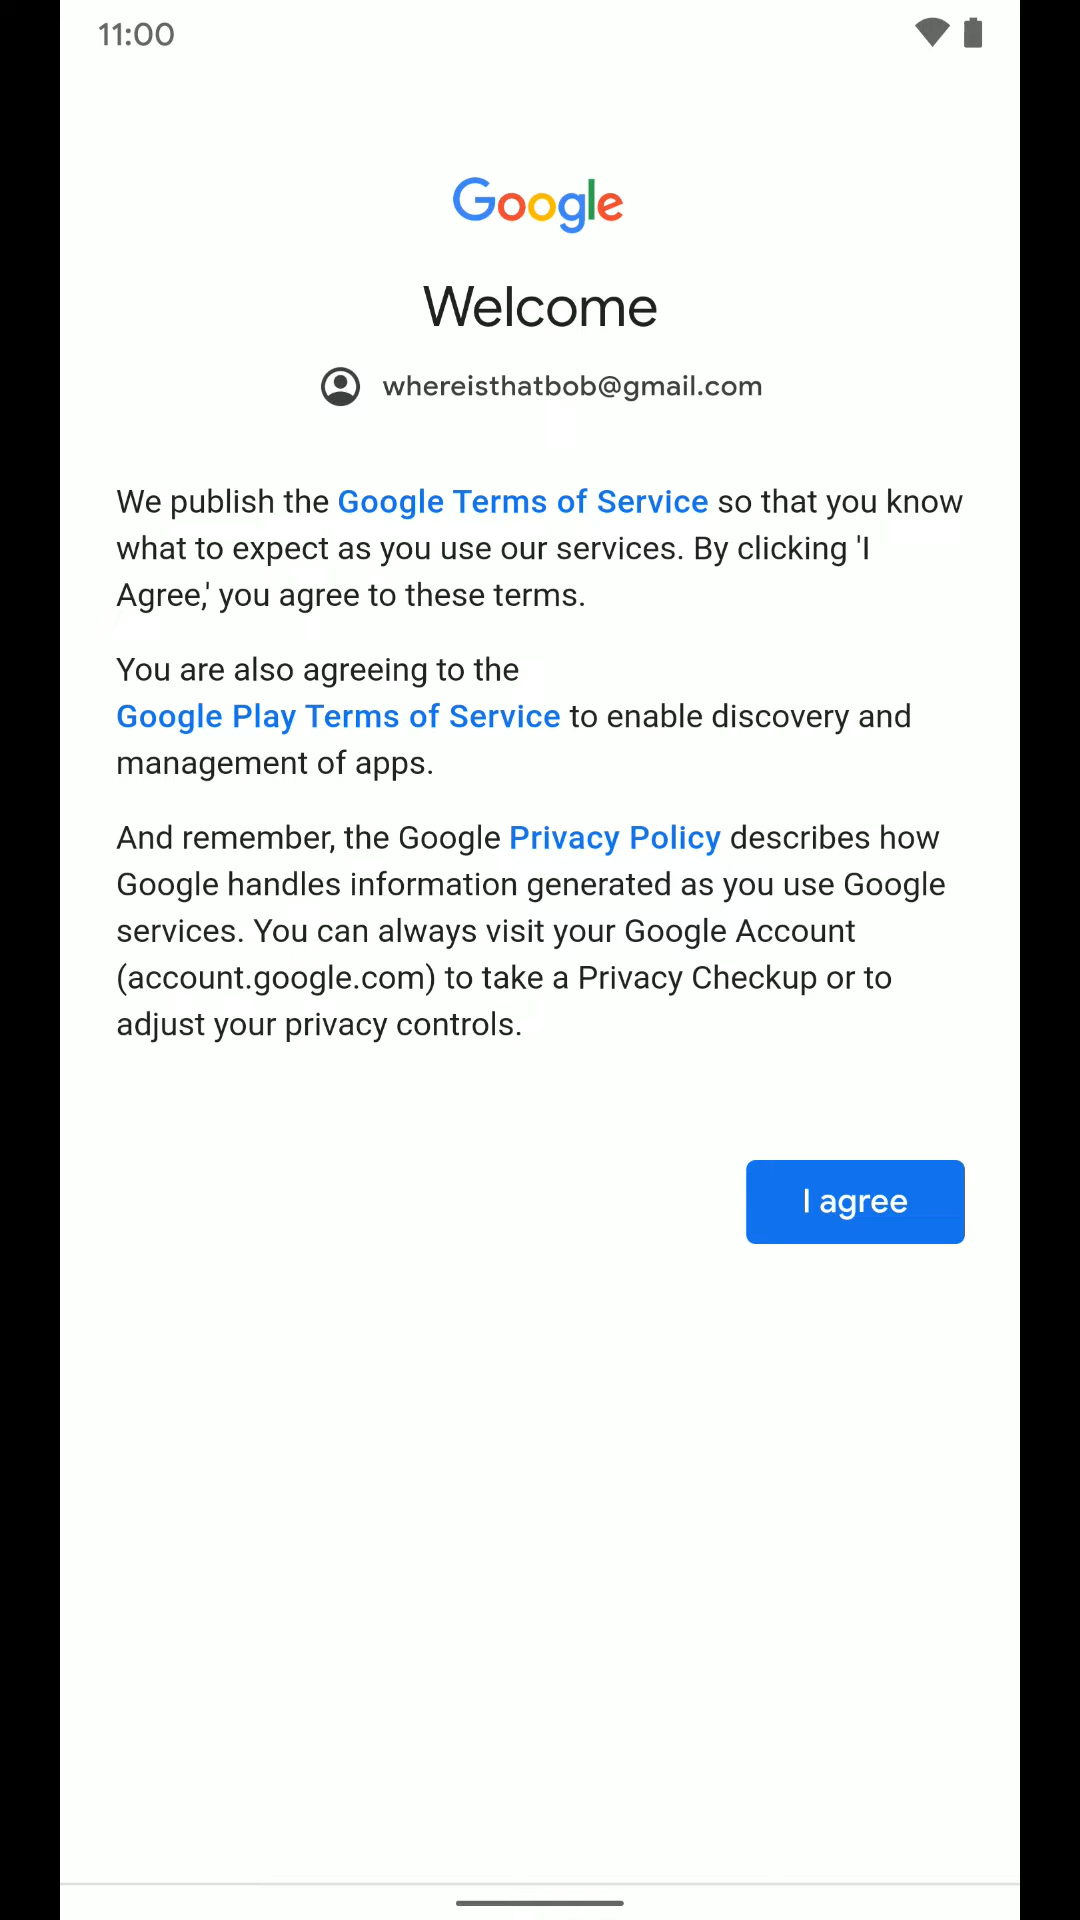 11:00
Google
Welcome
whereisthatbob@gmail.com
We publish the Google Terms of Service so that you know
what to expect as you use our services. By clicking 'I
Agree,' you agree to these terms.
You are also agreeing to the
Google Play Terms of Service to enable discovery and
management of apps.
And remember, the Google Privacy Policy describes how
Google handles information generated as you use Google
services. You can always visit your Google Account
(account.google.com) to take a Privacy Checkup or to
adjust your privacy controls.
I agree